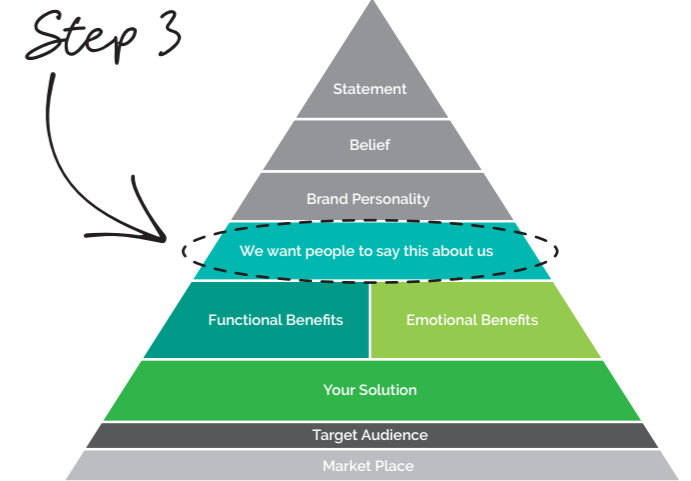 Step 3
Statement
Belief
Brand Personality
We want people to say this about us
Functional Benefits
Emotional Benefits
Your Solution
Target Audience
Market Place